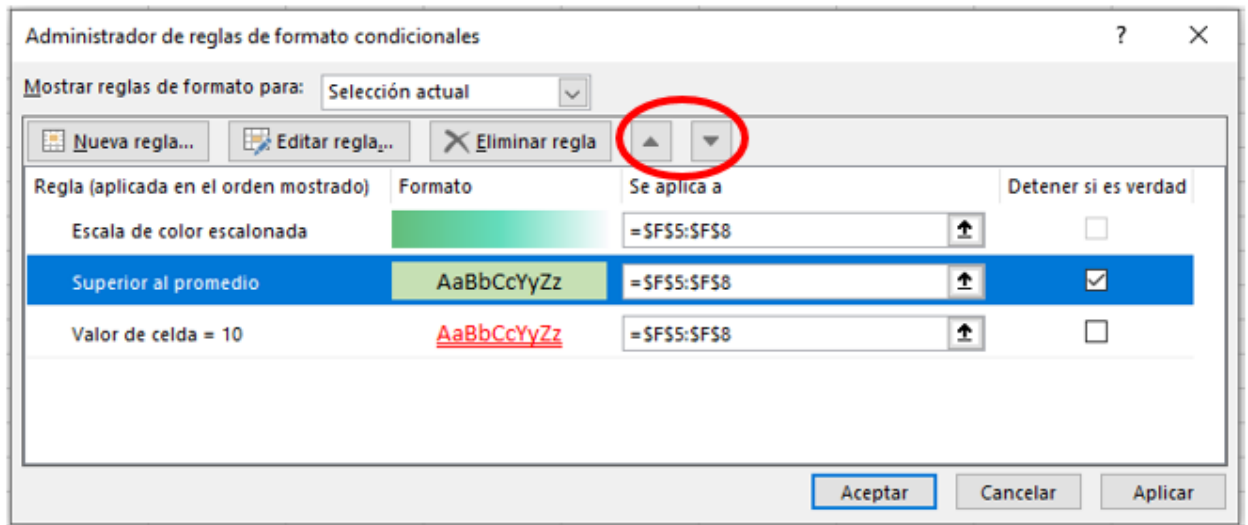 Administrador de reglas de formato condicionales ? ×
Mostrar reglas de formato para: Selección actual
Nueva regla... Editar regla... Eliminar regla
Regla (aplicada en el orden mostrado) Formato Se aplica a Detener si es verdad
Escala de color escalonada =$F$5:$F$8
Superior al promedio AaBbCcYyZz =$F$5:$F$8
Valor de celda = 10 AaBbCcYyZz =$F$5:$F$8
Aceptar Cancelar Aplicar